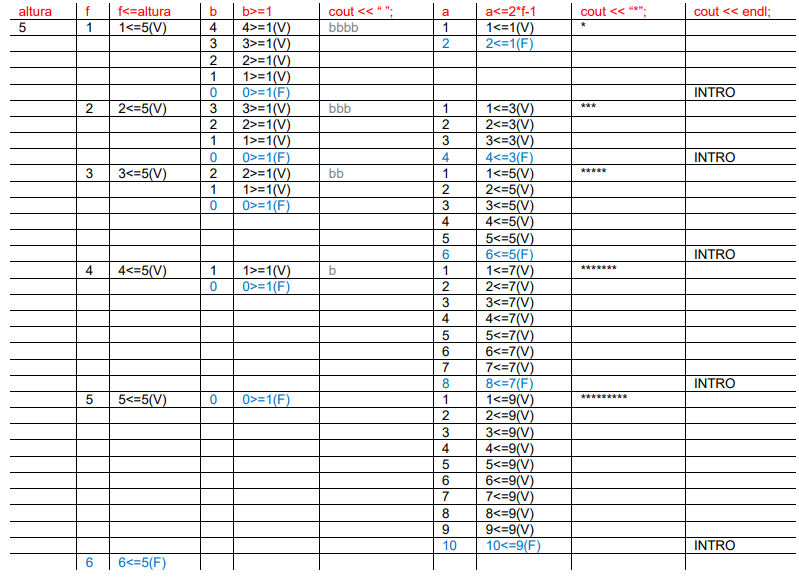 altura f f<=altura b b>=1 cout << “ ”; a a<=2*f-1 cout << “*”; cout << endl;
5 1 1<=5(V) 4 4>=1(V) bbbb 1 1<=1(V) *
3 3>=1(V) 2 2<=1(F)
2 2>=1(V)
1 1>=1(V)
0 0>=1(F) INTRO
2 2<=5(V) 3 3>=1(V) bbb 1 1<=3(V) ***
2 2>=1(V) 2 2<=3(V)
1 1>=1(V) 3 3<=3(V)
0 0>=1(F) 4 4<=3(F) INTRO
3 3<=5(V) 2 2>=1(V) bb 1 1<=5(V) *****
1 1>=1(V) 2 2<=5(V)
0 0>=1(F) 3 3<=5(V)
4 4<=5(V)
5 5<=5(V)
6 6<=5(F) INTRO
4 4<=5(V) 1 1>=1(V) b 1 1<=7(V) *******
0 0>=1(F) 2 2<=7(V)
3 3<=7(V)
4 4<=7(V)
5 5<=7(V)
6 6<=7(V)
7 7<=7(V)
8 8<=7(F) INTRO
5 5<=5(V) 0 0>=1(F) 1 1<=9(V) *********
2 2<=9(V)
3 3<=9(V)
4 4<=9(V)
5 5<=9(V)
6 6<=9(V)
7 7<=9(V)
8 8<=9(V)
9 9<=9(V)
10 10<=9(F) INTRO
6 6<=5(F)